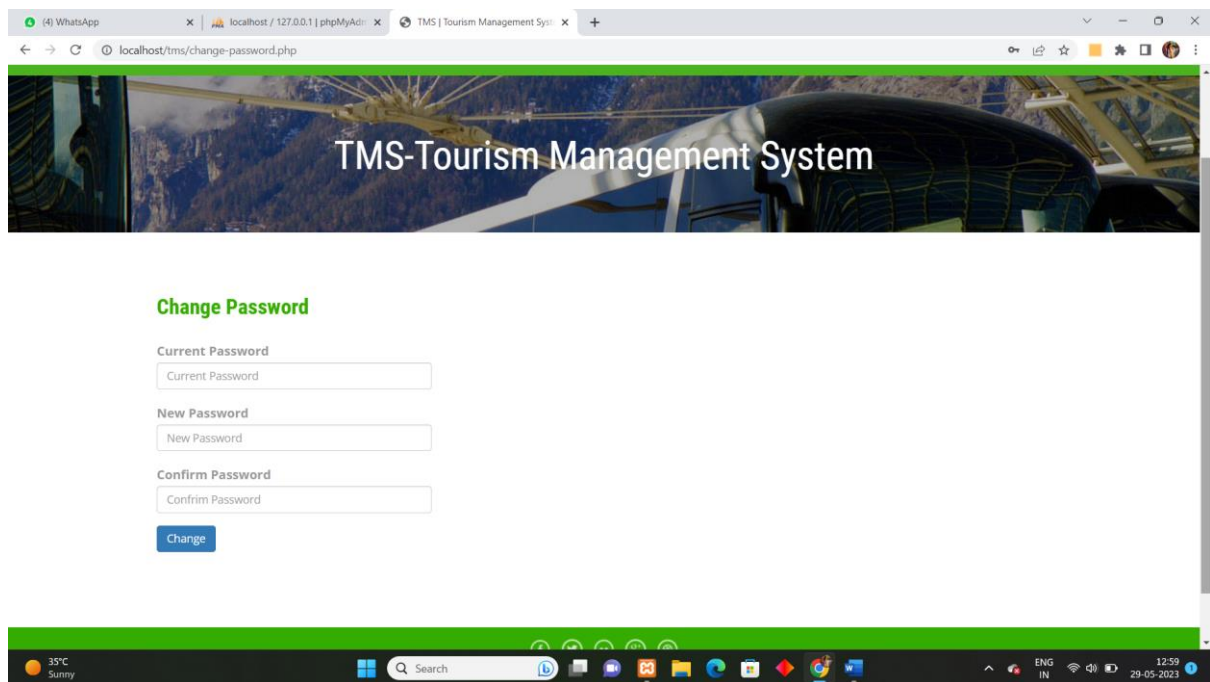 (4) WhatsApp
localhost / 127.0.0.1 | phpMyAdm
TMS | Tourism Management Syst
localhost/tms/change-password.php
TMS-Tourism Management System
Change Password
Current Password
Current Password
New Password
New Password
Confirm Password
Confrim Password
Change
35°C
Sunny
Search
ENG
IN
12:59
29-05-2023
1